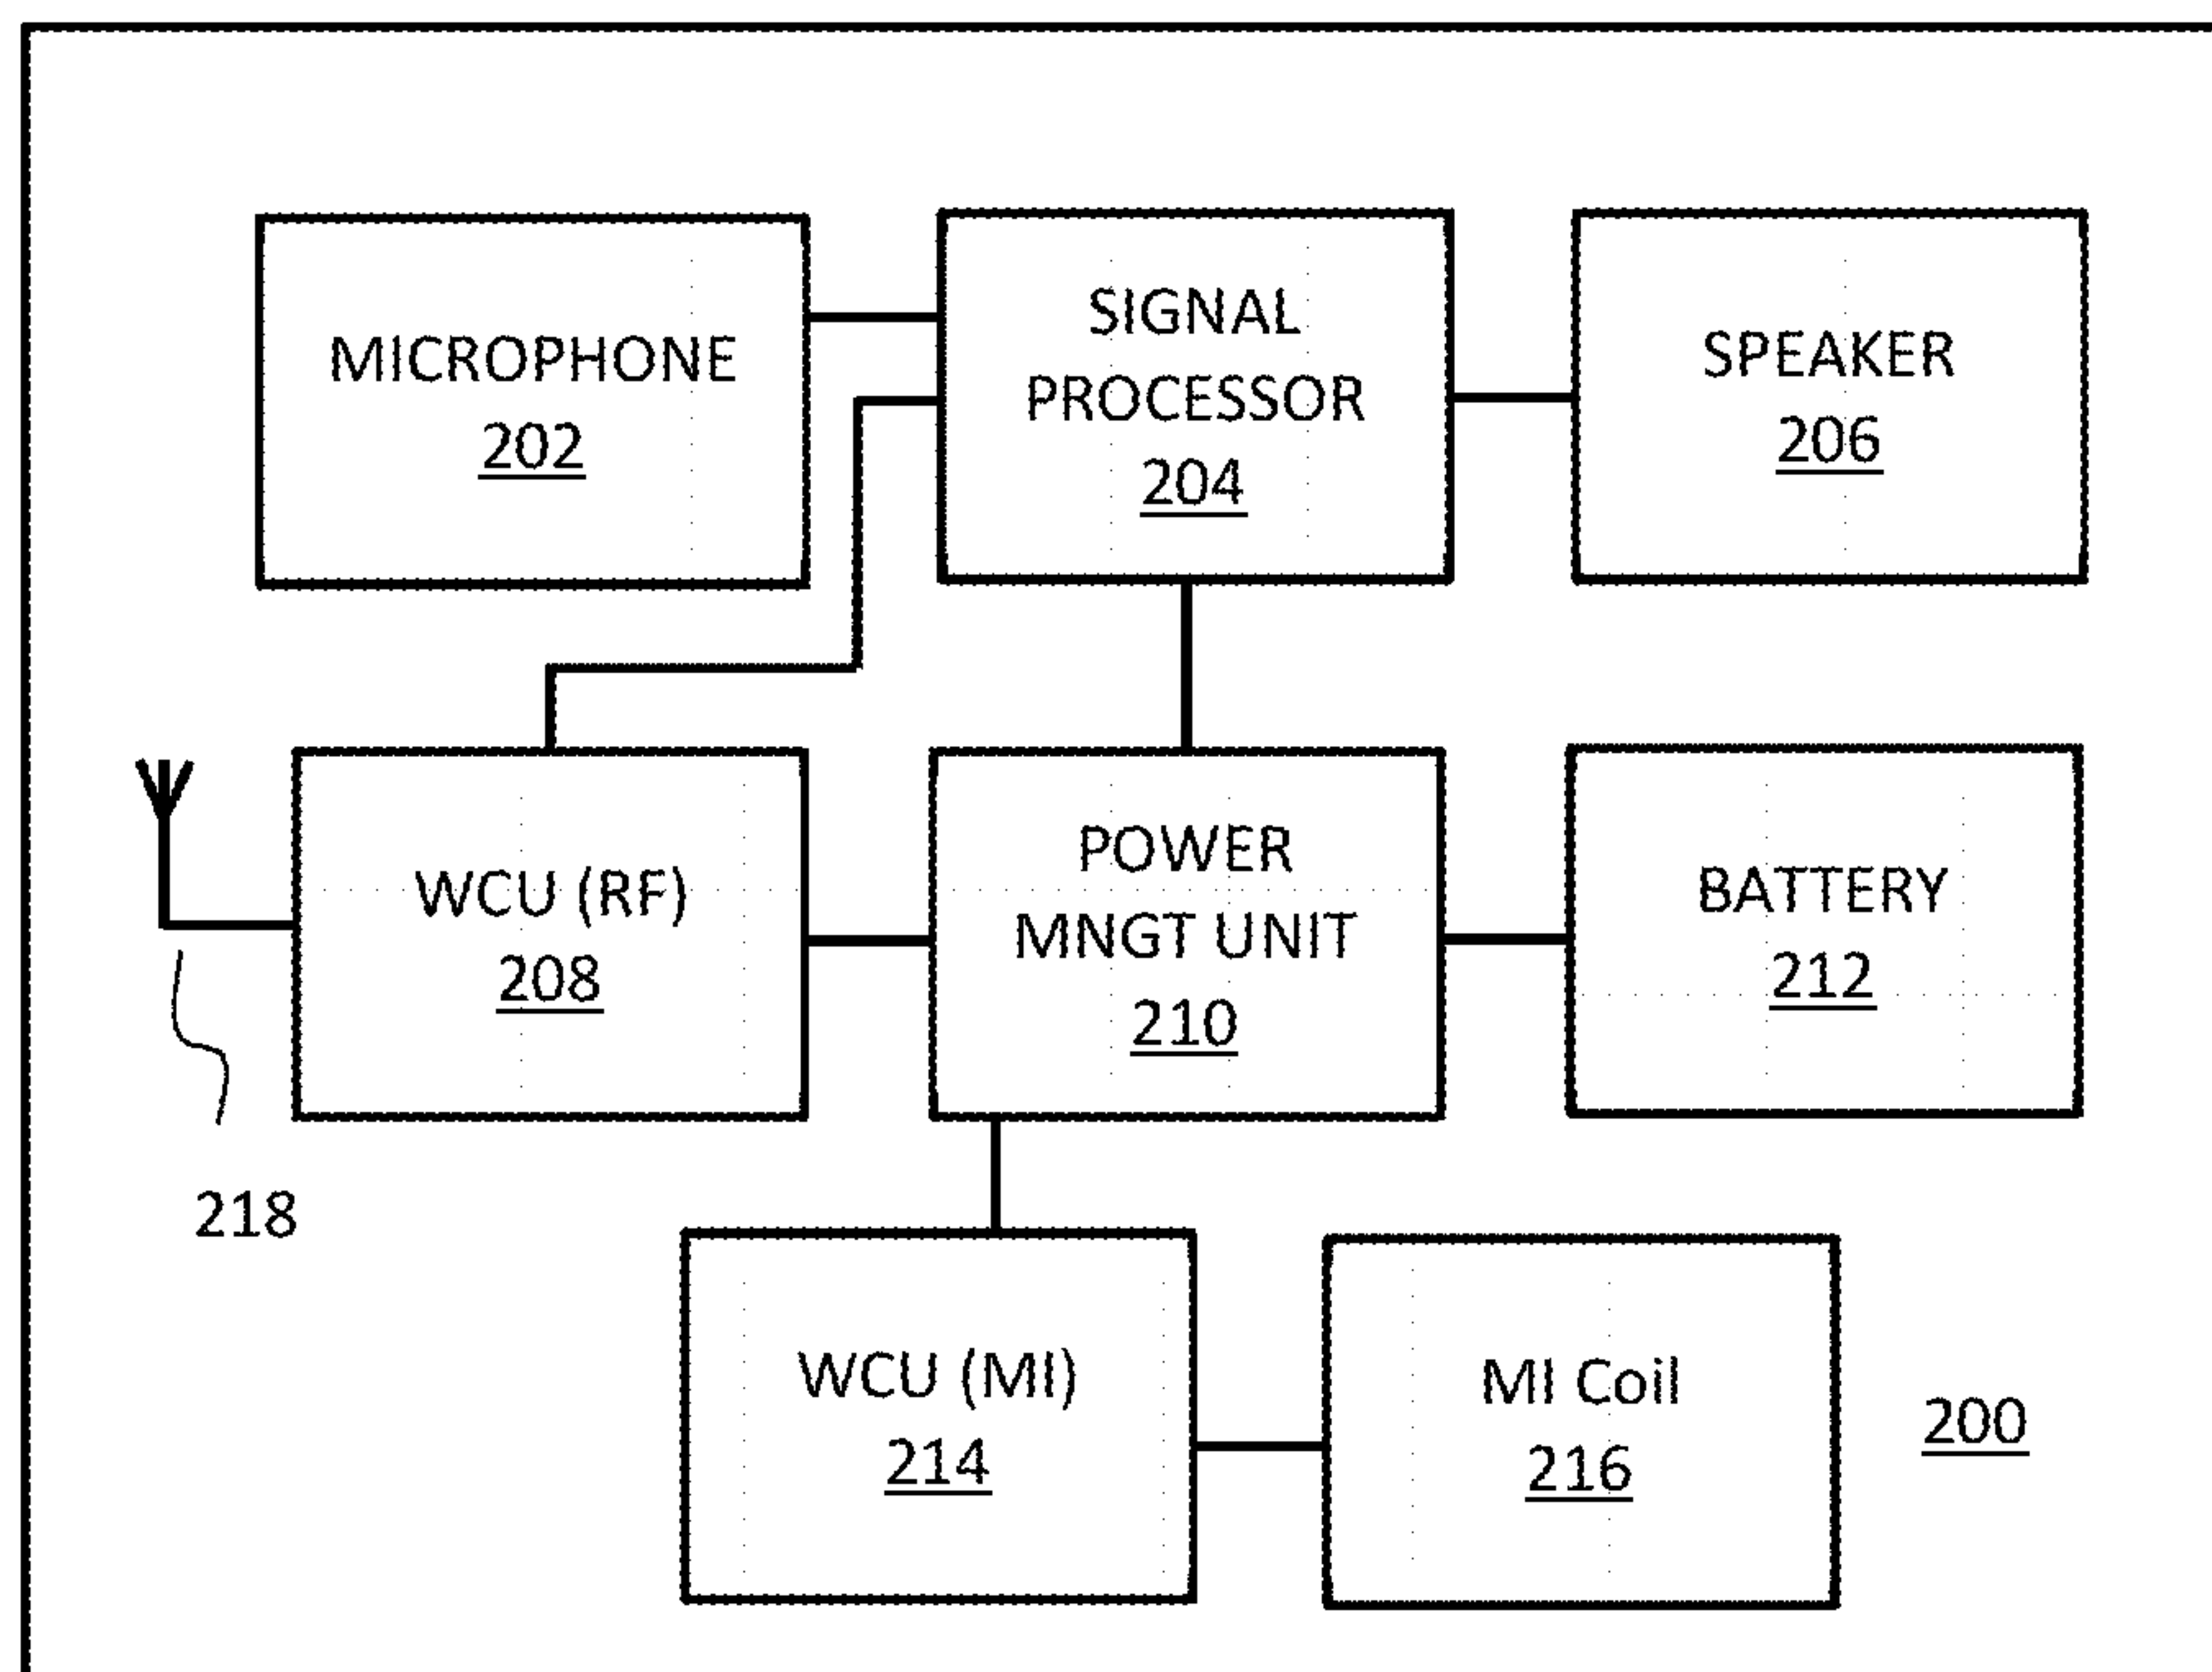 MICROPHONE
202
SIGNAL
PROCESSOR
204
SPEAKER
206
WCU (RF)
208
POWER
MNGT UNIT
210
BATTERY
212
218
WCU (MI)
214
MI Coil
216
200